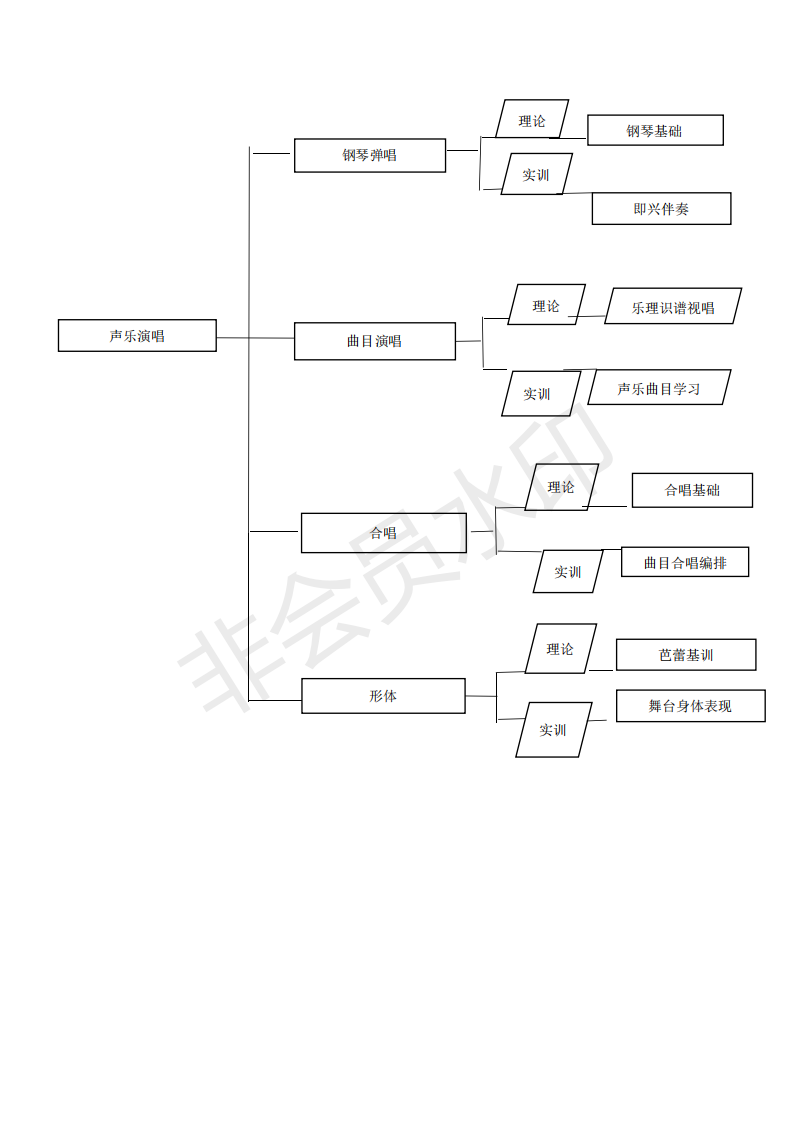 理论
钢琴基础
钢琴弹唱
实训
即兴伴奏
理论
乐理识谱视唱
声乐演唱
曲目演唱
实训
声乐曲目学习
理论
合唱基础
合唱
实训
曲目合唱编排
理论
芭蕾基训
形体
舞台身体表现
实训
非会员水印